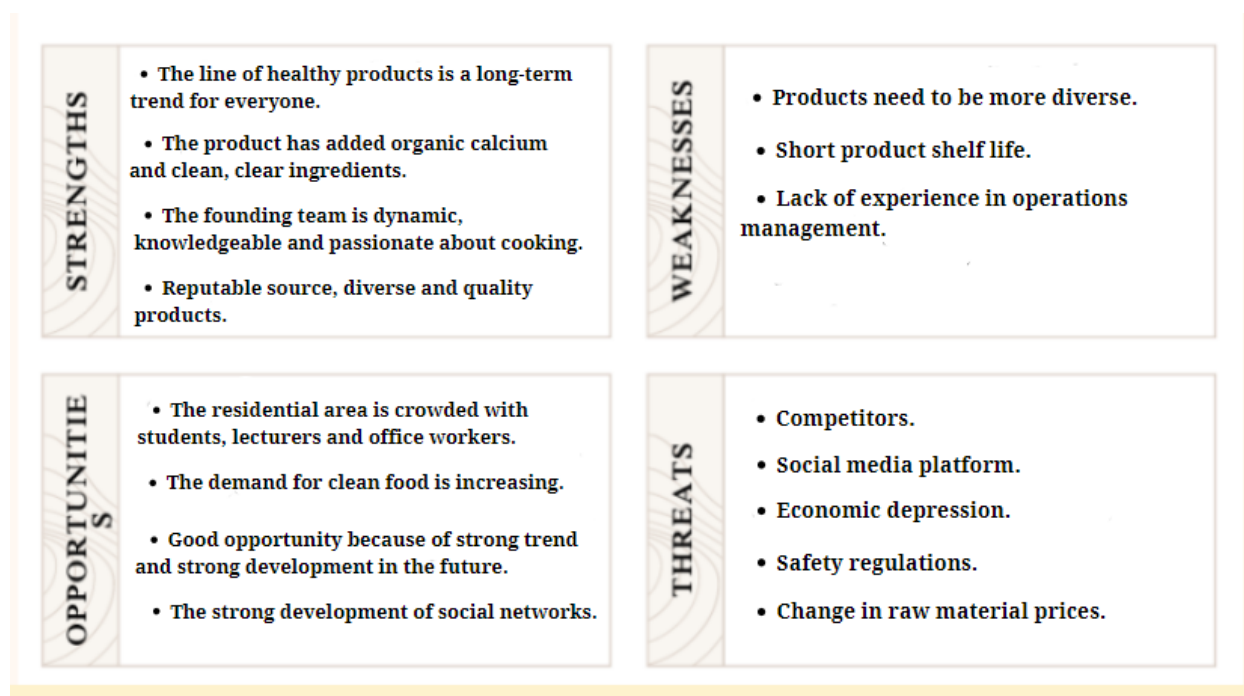 STRENGTHS
• The line of healthy products is a long-term
trend for everyone.
• The product has added organic calcium
and clean, clear ingredients.
• The founding team is dynamic,
knowledgeable and passionate about cooking.
• Reputable source, diverse and quality
products.
WEAKNESSES
• Products need to be more diverse.
• Short product shelf life.
• Lack of experience in operations
management.
OPPORTUNITIE
S
• The residential area is crowded with
students, lecturers and office workers.
• The demand for clean food is increasing.
• Good opportunity because of strong trend
and strong development in the future.
• The strong development of social networks.
THREATS
• Competitors.
• Social media platform.
• Economic depression.
• Safety regulations.
• Change in raw material prices.